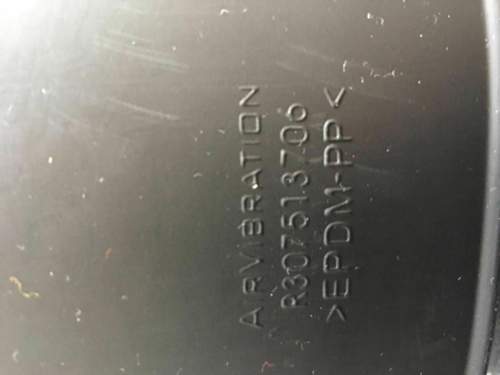 ARVIBRATION
R307513706
>EPDM-PP<